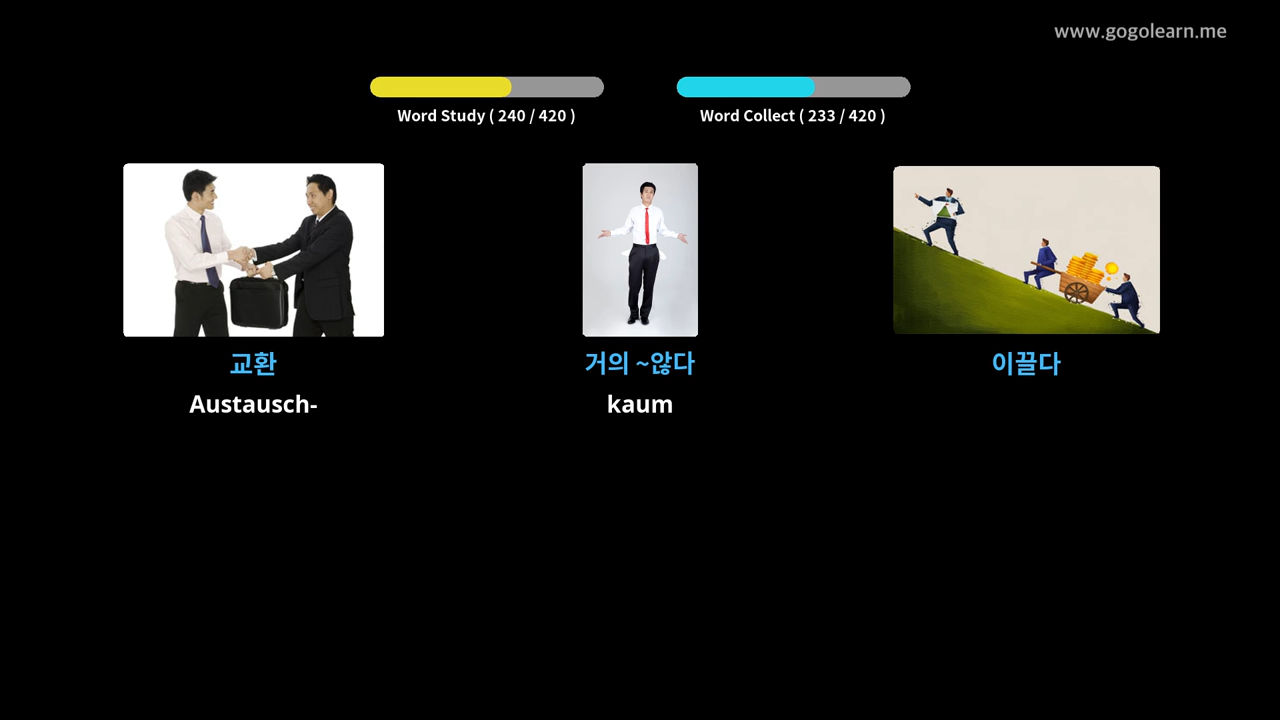 www.gogolearn.me
Word Study ( 240 / 420 )
Word Collect ( 233 / 420 )
교환
거의 ~않다
이끌다
Austausch-
kaum